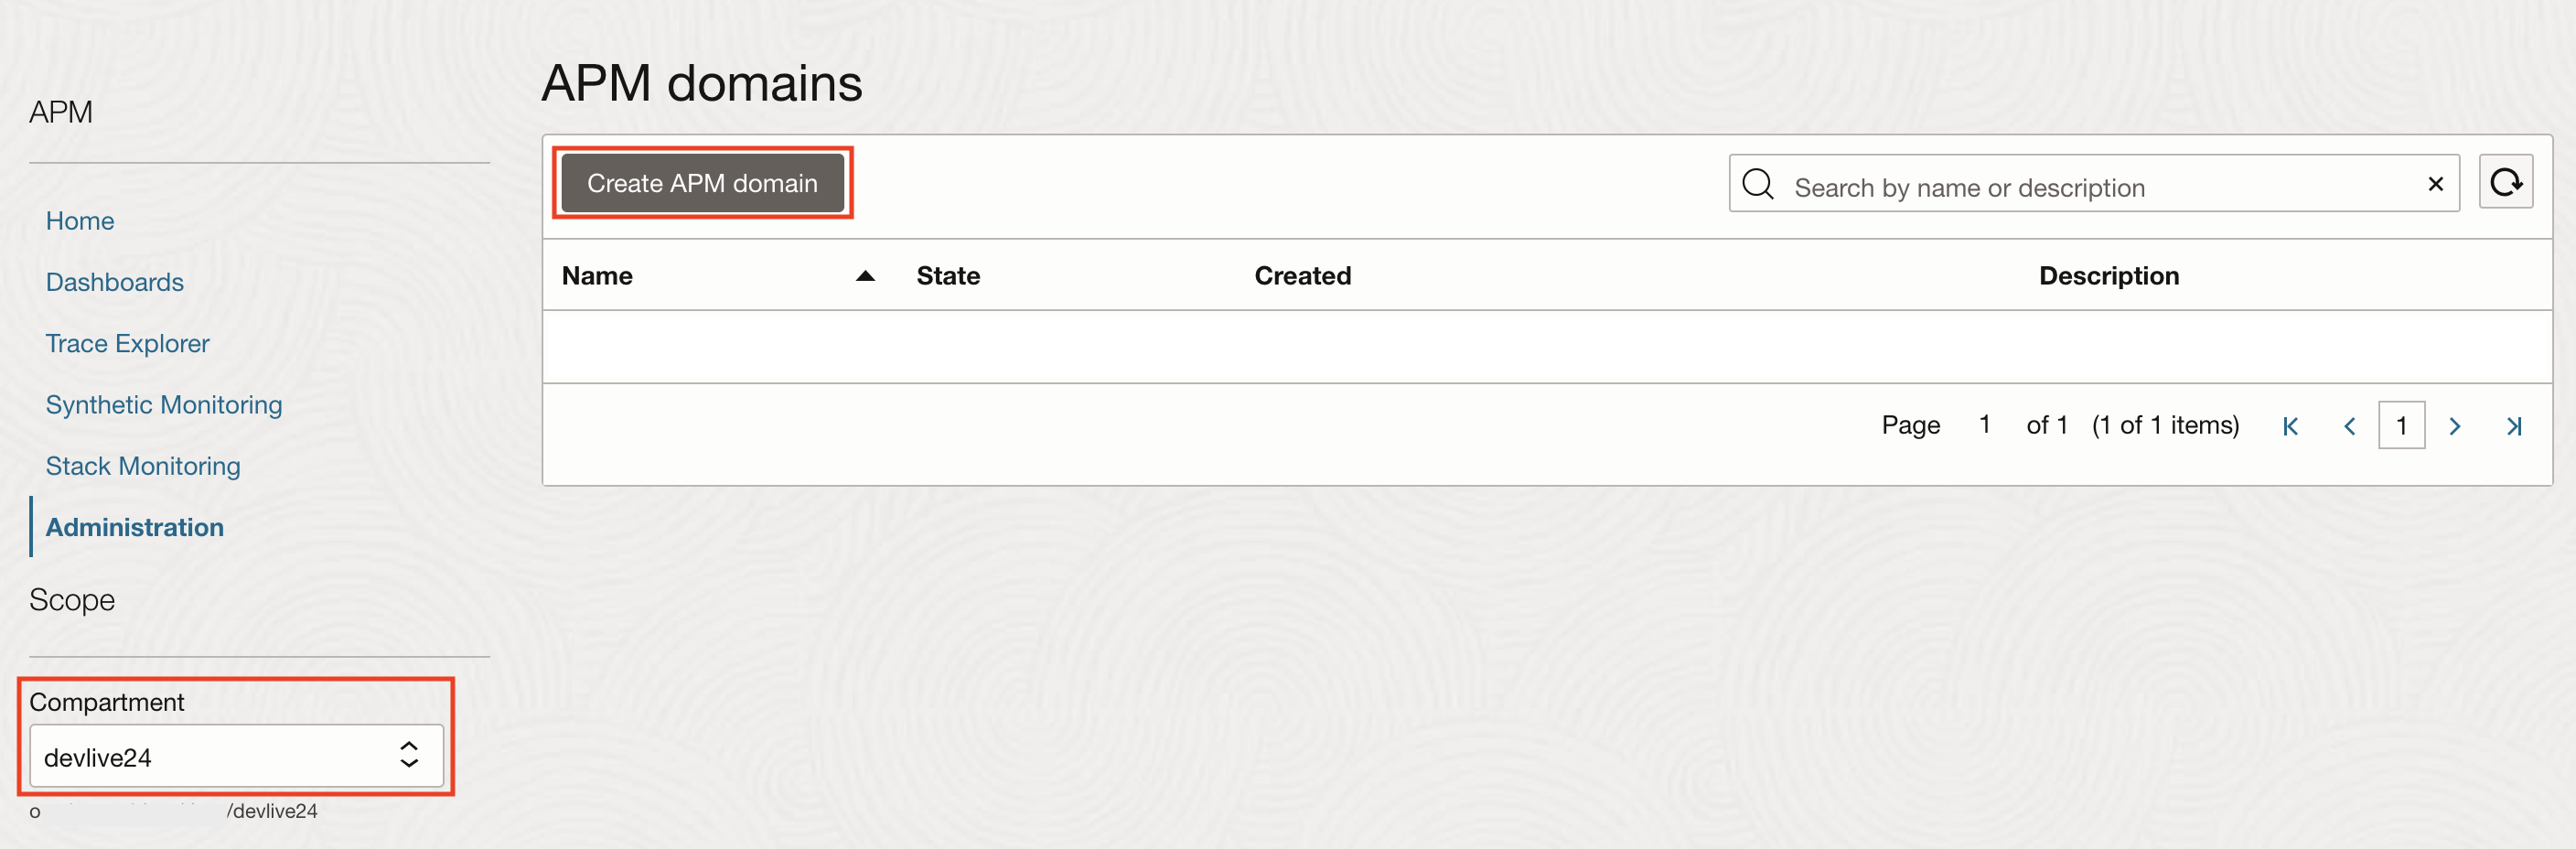 APM
Home
Dashboards
Trace Explorer
Synthetic Monitoring
Stack Monitoring
Administration
Scope
Compartment
devlive24
o /devlive24
APM domains
Create APM domain
Search by name or description
Name State Created Description
Page 1 of 1 (1 of 1 items) 1